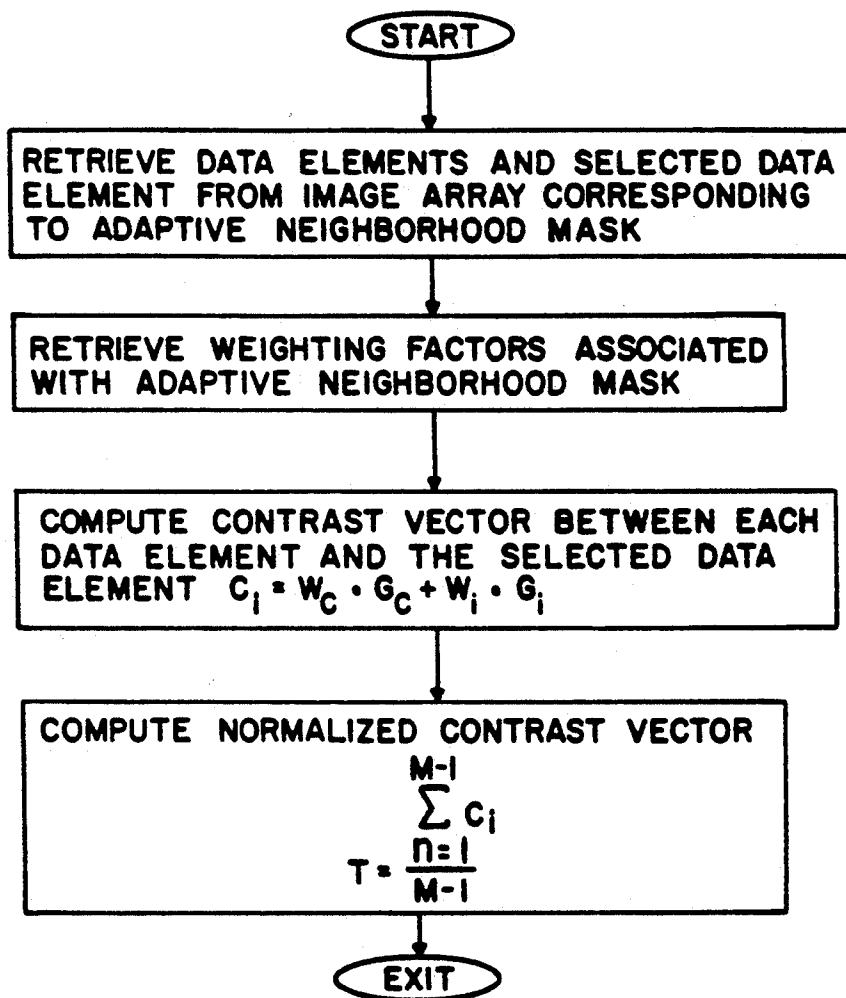 START
RETRIEVE DATA ELEMENTS AND SELECTED DATA
ELEMENT FROM IMAGE ARRAY CORRESPONDING
TO ADAPTIVE NEIGHBORHOOD MASK
RETRIEVE WEIGHTING FACTORS ASSOCIATED
WITH ADAPTIVE NEIGHBORHOOD MASK
COMPUTE CONTRAST VECTOR BETWEEN EACH
DATA ELEMENT AND THE SELECTED DATA
ELEMENT C_i = W_C • G_C + W_i • G_i
COMPUTE NORMALIZED CONTRAST VECTOR
M-1
∑ C_i
n=1
T =
M-1
EXIT